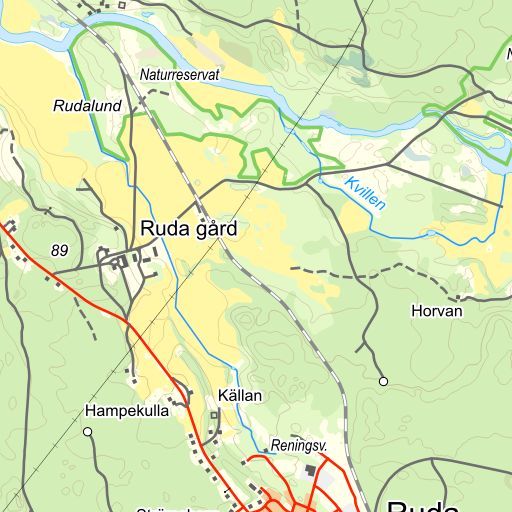 Naturreservat
Rudalund
Kvillen
Ruda gård
89
Horvan
Källan
Hampekulla
Reningsv.
Ruda